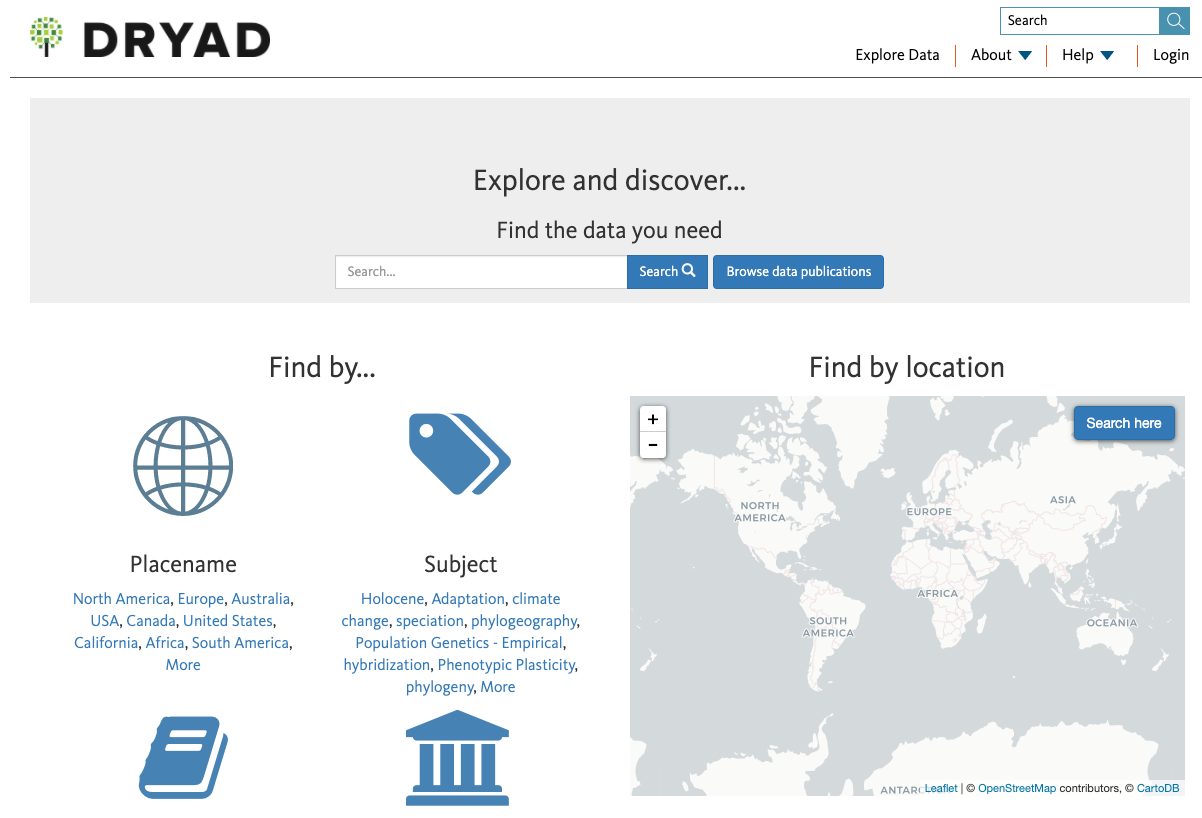 DRYAD
Search
Explore Data
About
Help
Login
Explore and discover...
Find the data you need
Search...
Search
Browse data publications
Find by...
Placename
North America, Europe, Australia,
USA, Canada, United States,
California, Africa, South America,
More
Subject
Holocene, Adaptation, climate
change, speciation, phylogeography,
Population Genetics - Empirical,
hybridization, Phenotypic Plasticity,
phylogeny, More
Find by location
+
−
Search here
NORTH
AMERICA
EUROPE
ASIA
AFRICA
SOUTH
AMERICA
OCEANIA
ANTARC
Leaflet | © OpenStreetMap contributors, © CartoDB